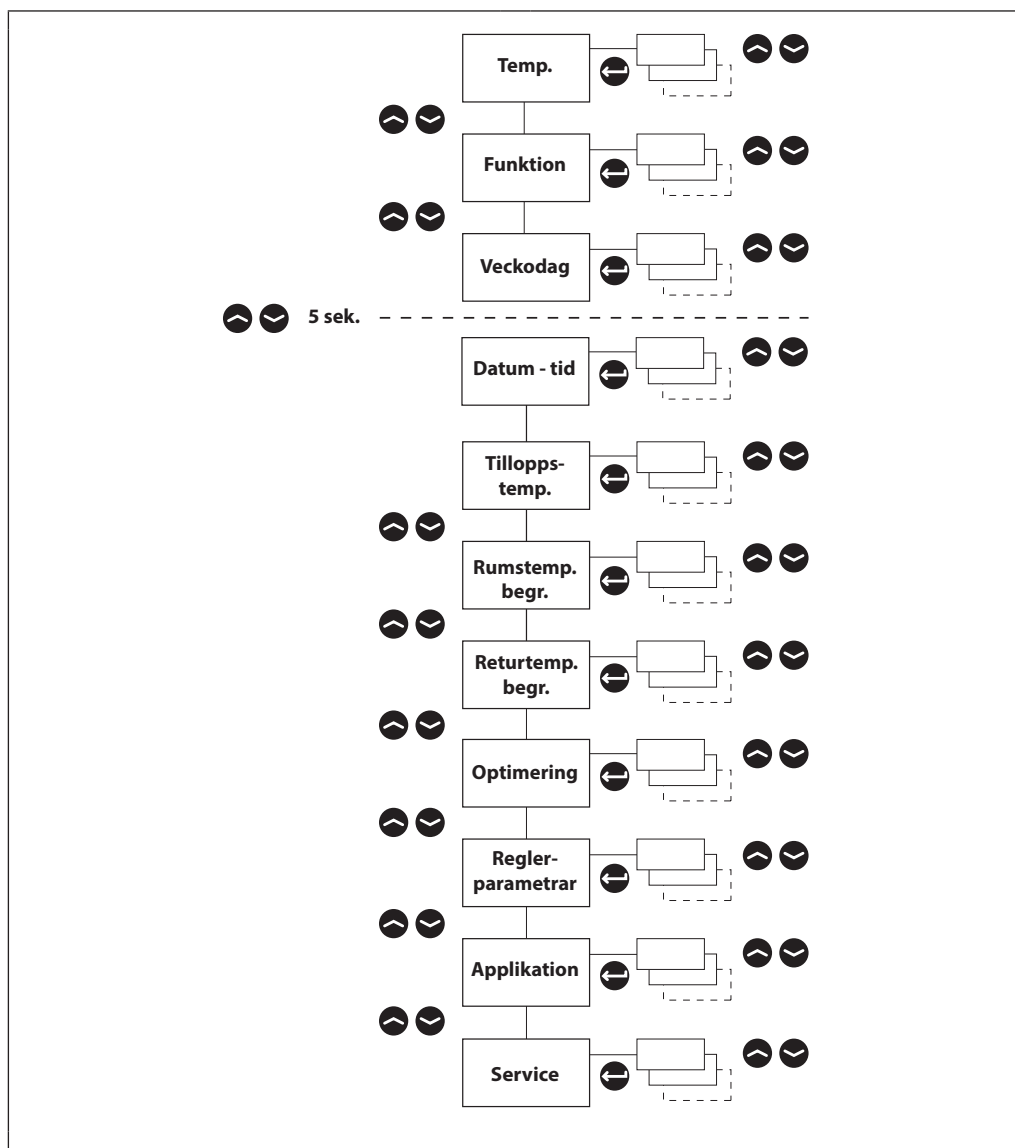 Temp.
Funktion
Veckodag
5 sek.
Datum - tid
Tillopps-
temp.
Rumstemp.
begr.
Returtemp.
begr.
Optimering
Regler-
parametrar
Applikation
Service